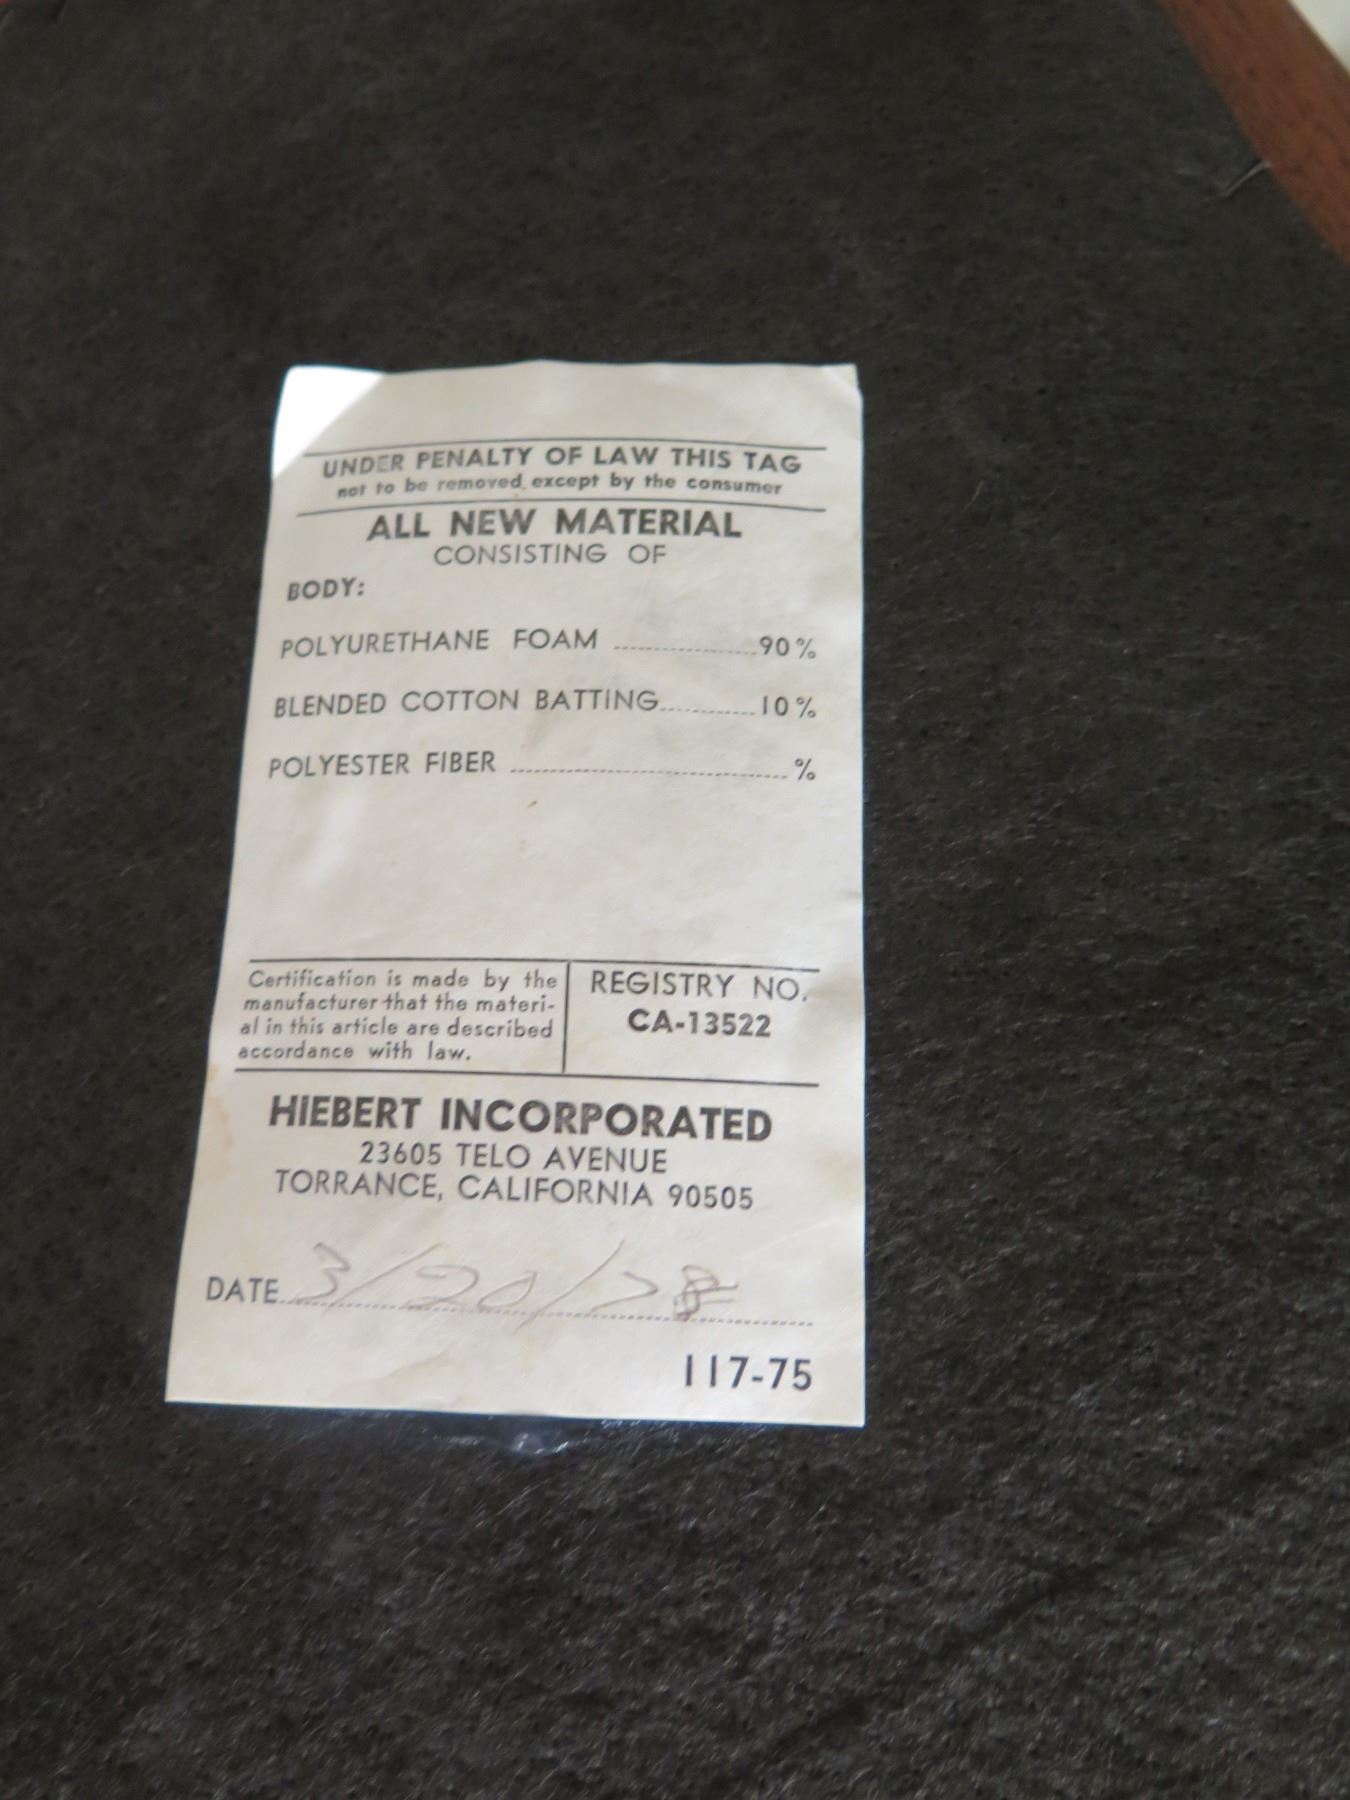 UNDER PENALTY OF LAW THIS TAG
not to be removed except by the consumer
ALL NEW MATERIAL
CONSISTING OF
BODY:
POLYURETHANE FOAM ....................90%
BLENDED COTTON BATTING.............10%
POLYESTER FIBER ........................................%
Certification is made by the
manufacturer that the materi-
al in this article are described
accordance with law.
REGISTRY NO.
CA-13522
HIEBERT INCORPORATED
23605 TELO AVENUE
TORRANCE, CALIFORNIA 90505
DATE 3/20/78
117-75